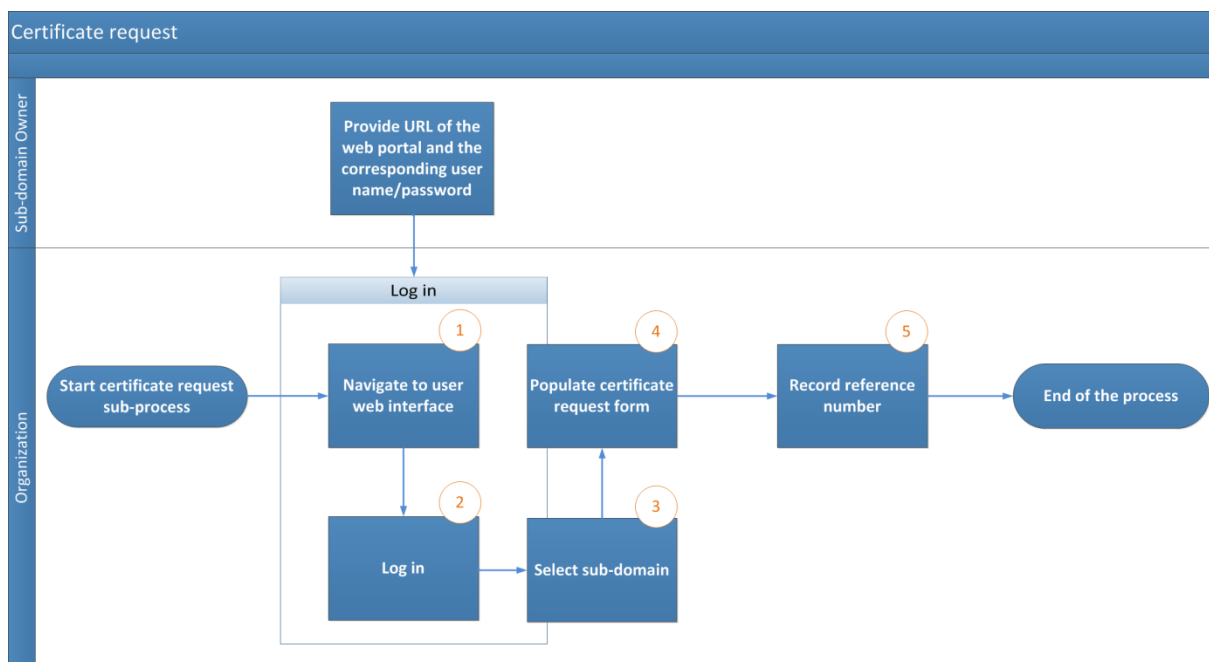 Certificate request
Sub-domain Owner
Provide URL of the
web portal and the
corresponding user
name/password
Organization
Log in
1
4
5
Start certificate request
sub-process
Navigate to user
web interface
Populate certificate
request form
Record reference
number
End of the process
2
3
Log in
Select sub-domain